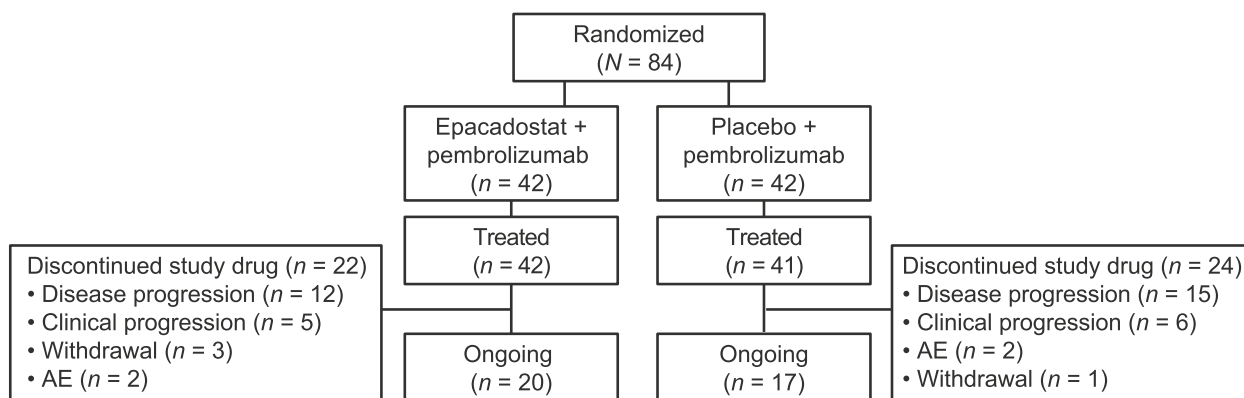 Randomized
(N = 84)
Epacadostat +
pembrolizumab
(n = 42)
Placebo +
pembrolizumab
(n = 42)
Treated
(n = 42)
Treated
(n = 41)
Discontinued study drug (n = 22)
• Disease progression (n = 12)
• Clinical progression (n = 5)
• Withdrawal (n = 3)
• AE (n = 2)
Discontinued study drug (n = 24)
• Disease progression (n = 15)
• Clinical progression (n = 6)
• AE (n = 2)
• Withdrawal (n = 1)
Ongoing
(n = 20)
Ongoing
(n = 17)